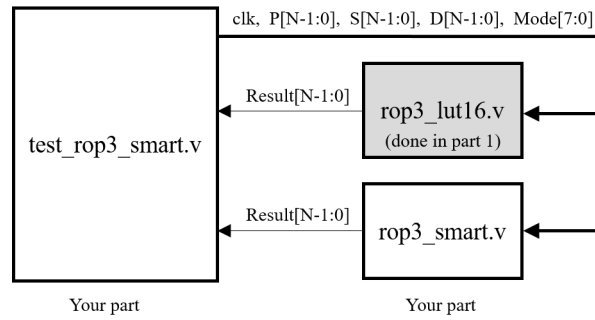 clk, P[N-1:0], S[N-1:0], D[N-1:0], Mode[7:0]
Result[N-1:0]
rop3_lut16.v
(done in part 1)
test_rop3_smart.v
Result[N-1:0]
rop3_smart.v
Your part
Your part